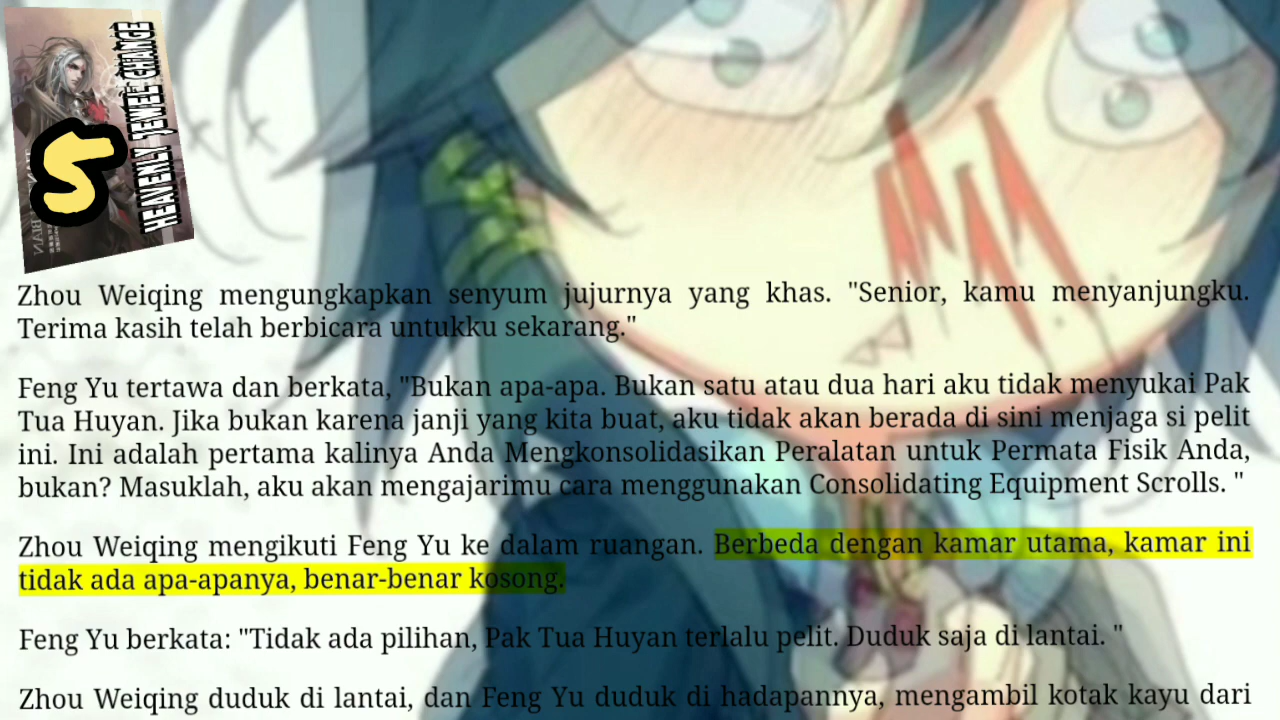 HEAVENLY JEWEL CHANGE
5
Zhou Weiqing mengungkapkan senyum jujurnya yang khas. "Senior, kamu menyanjungku.
Terima kasih telah berbicara untukku sekarang."
Feng Yu tertawa dan berkata, "Bukan apa-apa. Bukan satu atau dua hari aku tidak menyukai Pak
Tua Huyan. Jika bukan karena janji yang kita buat, aku tidak akan berada di sini menjaga si pelit
ini. Ini adalah pertama kalinya Anda Mengkonsolidasikan Peralatan untuk Permata Fisik Anda,
bukan? Masuklah, aku akan mengajarimu cara menggunakan Consolidating Equipment Scrolls. "
Zhou Weiqing mengikuti Feng Yu ke dalam ruangan. Berbeda dengan kamar utama, kamar ini
tidak ada apa-apanya, benar-benar kosong.
Feng Yu berkata: "Tidak ada pilihan, Pak Tua Huyan terlalu pelit. Duduk saja di lantai. "
Zhou Weiqing duduk di lantai, dan Feng Yu duduk di hadapannya, mengambil kotak kayu dari